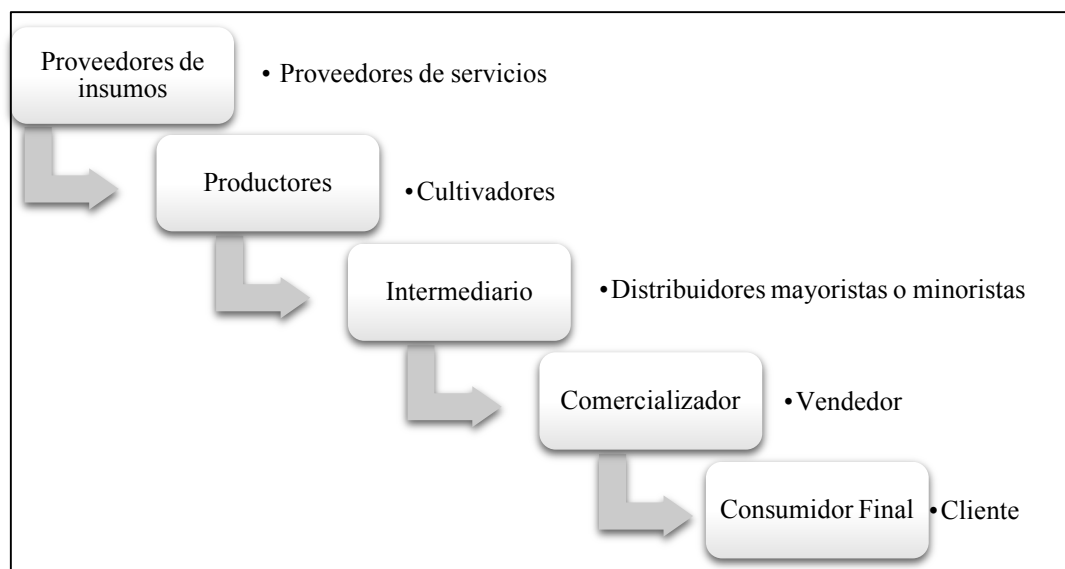 Proveedores de
insumos
• Proveedores de servicios
Productores
•Cultivadores
Intermediario
•Distribuidores mayoristas o minoristas
Comercializador
•Vendedor
Consumidor Final
•Cliente